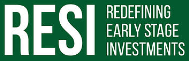 RESI
REDEFINING
EARLY STAGE
INVESTMENTS